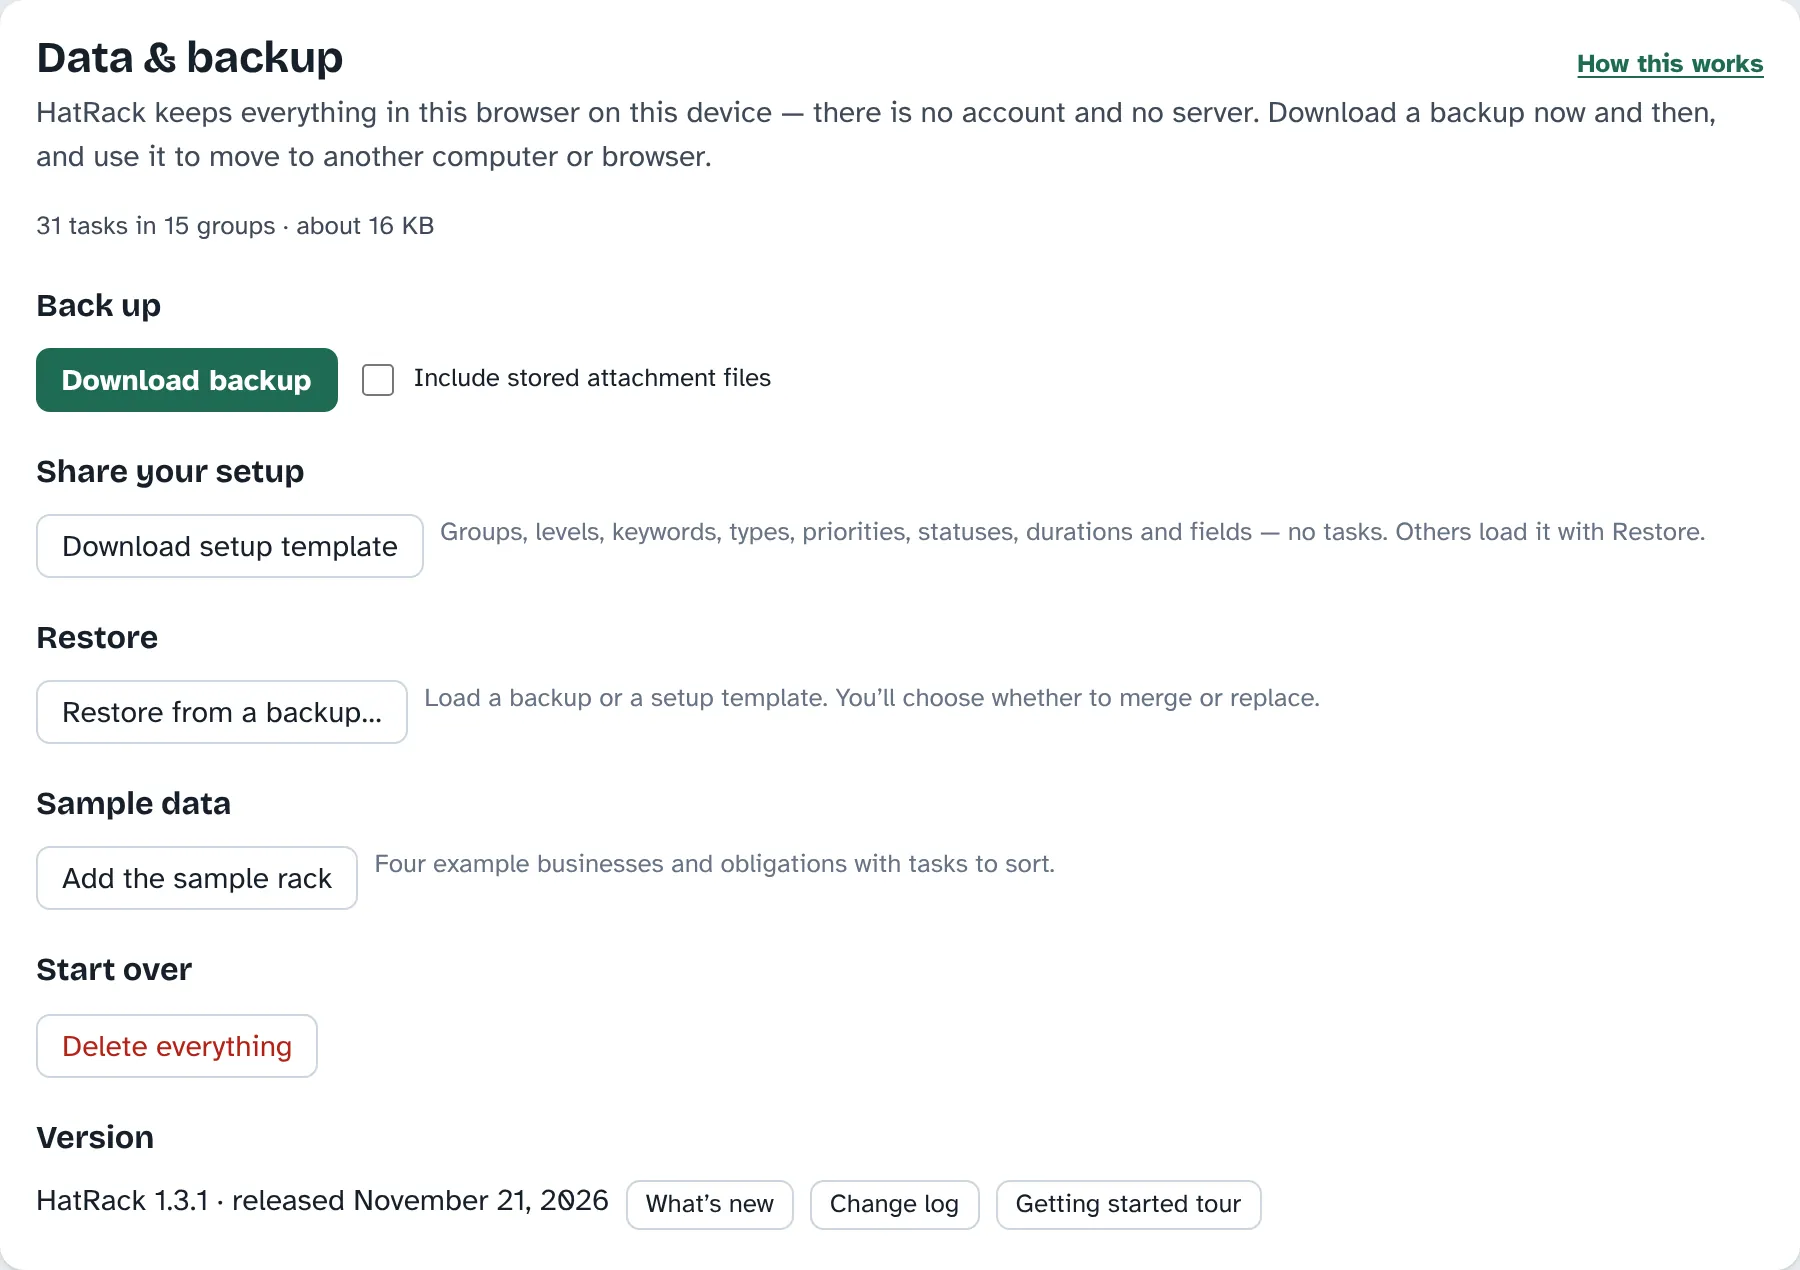 Data & backup
How this works
HatRack keeps everything in this browser on this device — there is no account and no server. Download a backup now and then,
and use it to move to another computer or browser.
31 tasks in 15 groups · about 16 KB
Back up
Download backup
Include stored attachment files
Share your setup
Download setup template
Groups, levels, keywords, types, priorities, statuses, durations and fields — no tasks. Others load it with Restore.
Restore
Restore from a backup...
Load a backup or a setup template. You’ll choose whether to merge or replace.
Sample data
Add the sample rack
Four example businesses and obligations with tasks to sort.
Start over
Delete everything
Version
HatRack 1.3.1 · released November 21, 2026
What’s new
Change log
Getting started tour